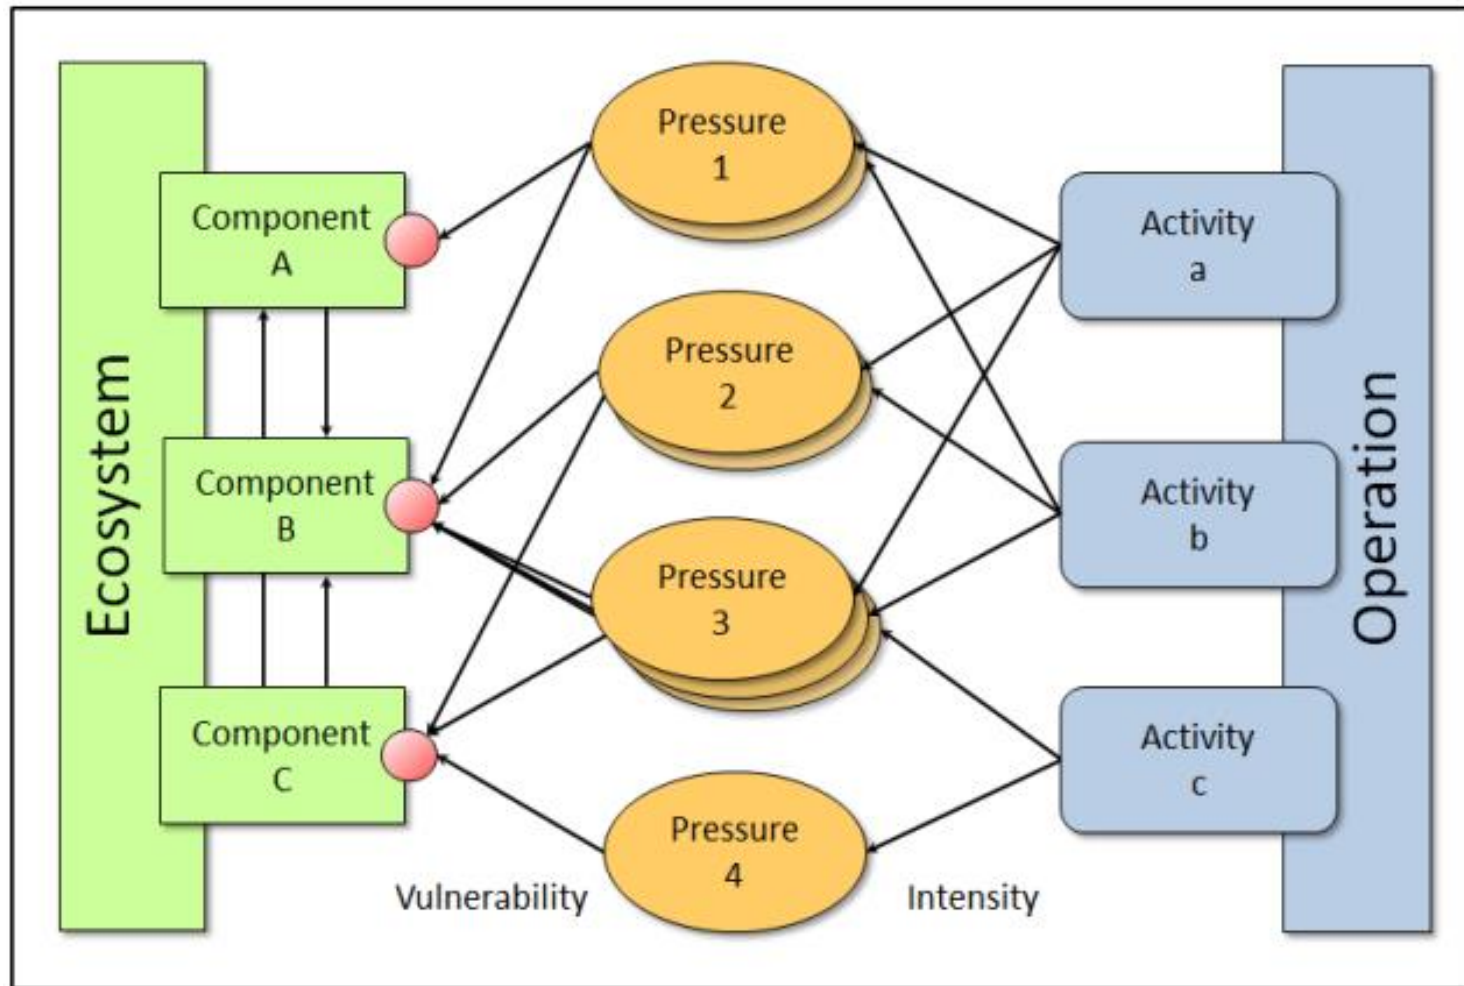 Ecosystem
Component
A
Component
B
Component
C
Pressure
1
Pressure
2
Pressure
3
Pressure
4
Vulnerability
Intensity
Activity
a
Activity
b
Activity
c
Operation